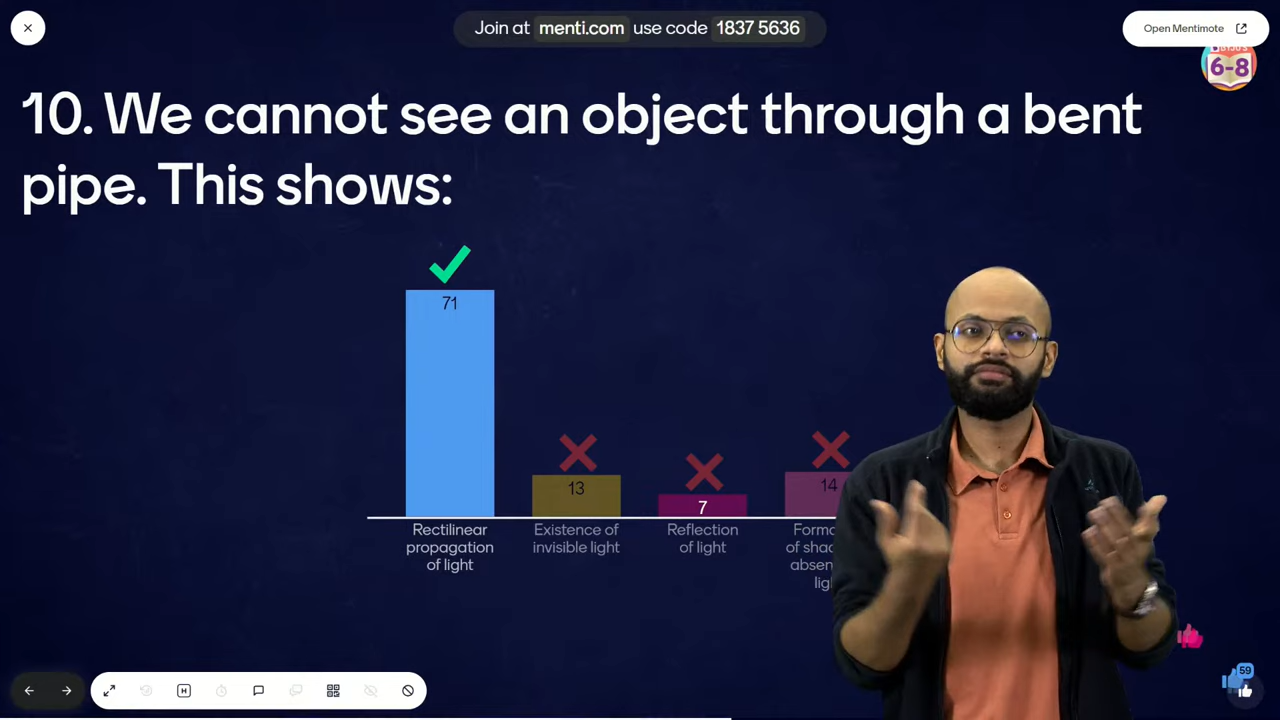 Join at menti.com use code 1837 5636
Open Mentimote
BYJU'S
6-8
10. We cannot see an object through a bent
pipe. This shows:
71
13
7
14
Rectilinear
propagation
of light
Existence of
invisible light
Reflection
of light
of
H
59